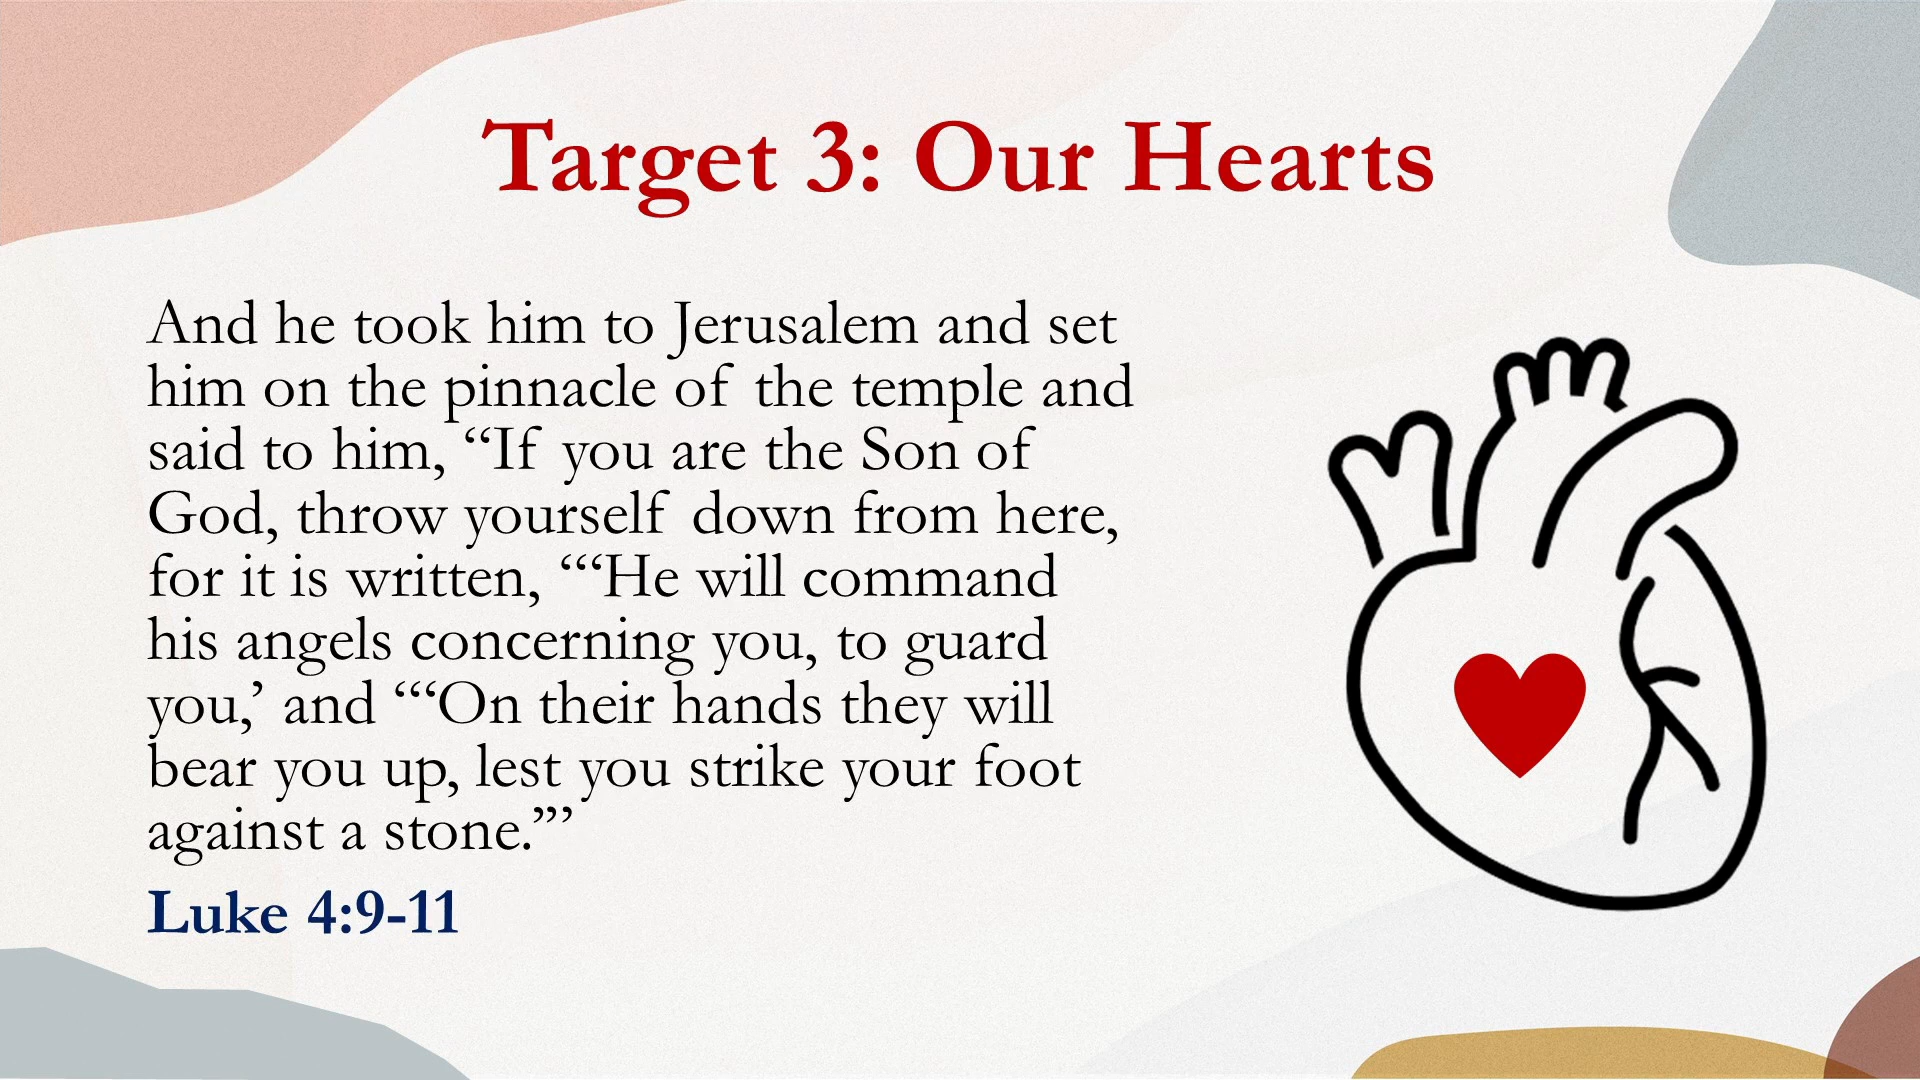 Target 3: Our Hearts
And he took him to Jerusalem and set
him on the pinnacle of the temple and
said to him, “If you are the Son of
God, throw yourself down from here,
for it is written, “‘He will command
his angels concerning you, to guard
you,’ and “‘On their hands they will
bear you up, lest you strike your foot
against a stone.”’
Luke 4:9-11